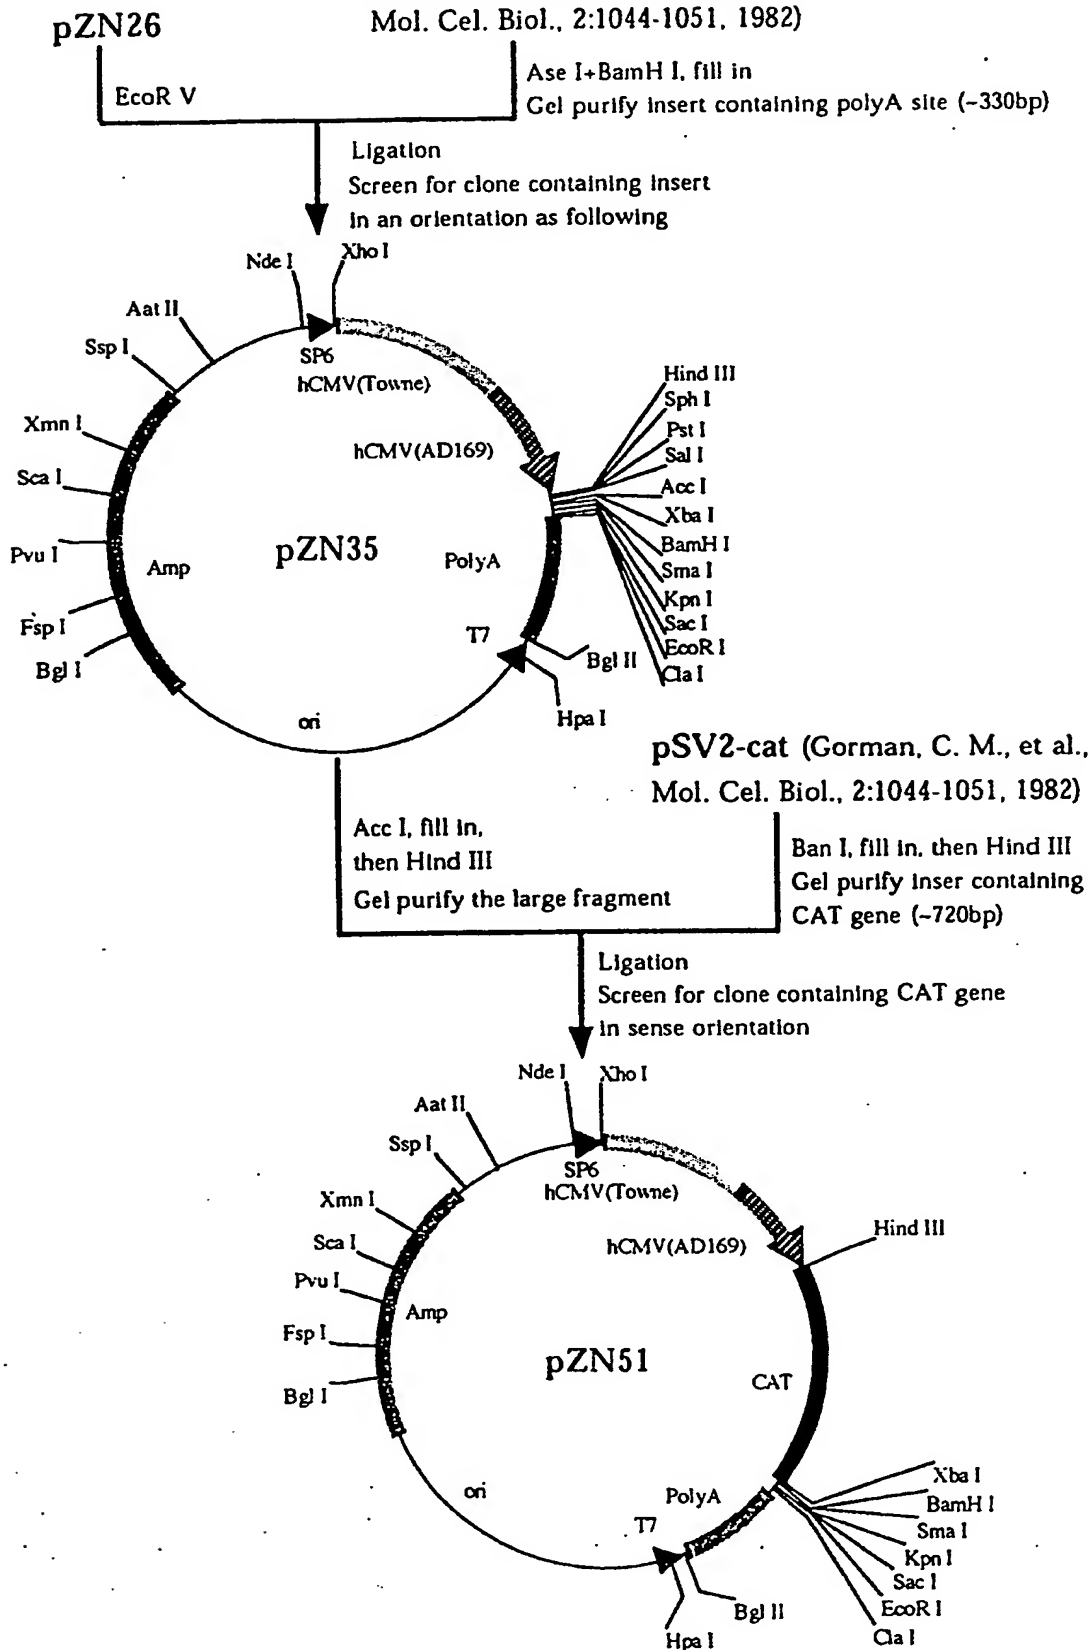 pZN26
Mol. Cel. Biol., 2:1044-1051, 1982)
EcoR V
Ase I+BamH I, fill in
Gel purify insert containing polyA site (~330bp)
Ligation
Screen for clone containing insert
in an orientation as following
Nde I
Xho I
Aat II
Ssp I
Xmn I
Sca I
Pvu I
Fsp I
Bgl I
SP6
hCMV(Towne)
hCMV(AD169)
Hind III
Sph I
Pst I
Sal I
Acc I
Xba I
BamH I
Sma I
Kpn I
Sac I
EcoR I
Cla I
pZN35
Amp
PolyA
T7
Bgl II
Hpa I
ori
pSV2-cat (Gorman, C. M., et al.,
Mol. Cel. Biol., 2:1044-1051, 1982)
Acc I, fill in,
then Hind III
Gel purify the large fragment
Ban I, fill in, then Hind III
Gel purify inser containing
CAT gene (~720bp)
Ligation
Screen for clone containing CAT gene
in sense orientation
Nde I
Xho I
Aat II
Ssp I
Xmn I
Sca I
Pvu I
Fsp I
Bgl I
SP6
hCMV(Towne)
hCMV(AD169)
Hind III
Amp
pZN51
CAT
ori
PolyA
T7
Xba I
BamH I
Sma I
Kpn I
Sac I
EcoR I
Cla I
Bgl II
Hpa I